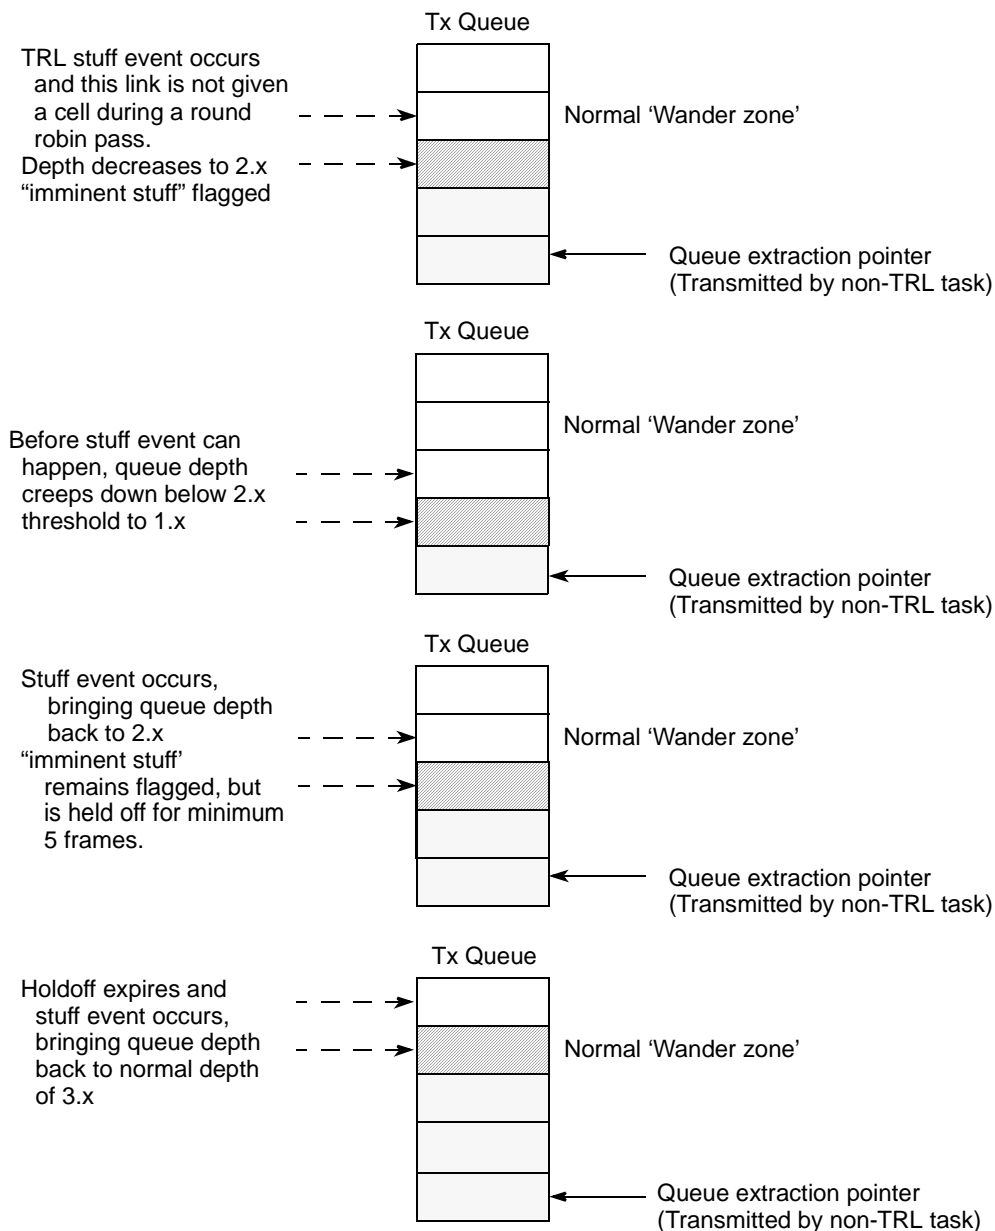 Tx Queue
TRL stuff event occurs
and this link is not given
a cell during a round
robin pass.
Depth decreases to 2.x
“imminent stuff” flagged
Normal ‘Wander zone’
Queue extraction pointer
(Transmitted by non-TRL task)
Tx Queue
Before stuff event can
happen, queue depth
creeps down below 2.x
threshold to 1.x
Normal ‘Wander zone’
Queue extraction pointer
(Transmitted by non-TRL task)
Tx Queue
Stuff event occurs,
bringing queue depth
back to 2.x
“imminent stuff’
remains flagged, but
is held off for minimum
5 frames.
Normal ‘Wander zone’
Queue extraction pointer
(Transmitted by non-TRL task)
Tx Queue
Holdoff expires and
stuff event occurs,
bringing queue depth
back to normal depth
of 3.x
Normal ‘Wander zone’
Queue extraction pointer
(Transmitted by non-TRL task)